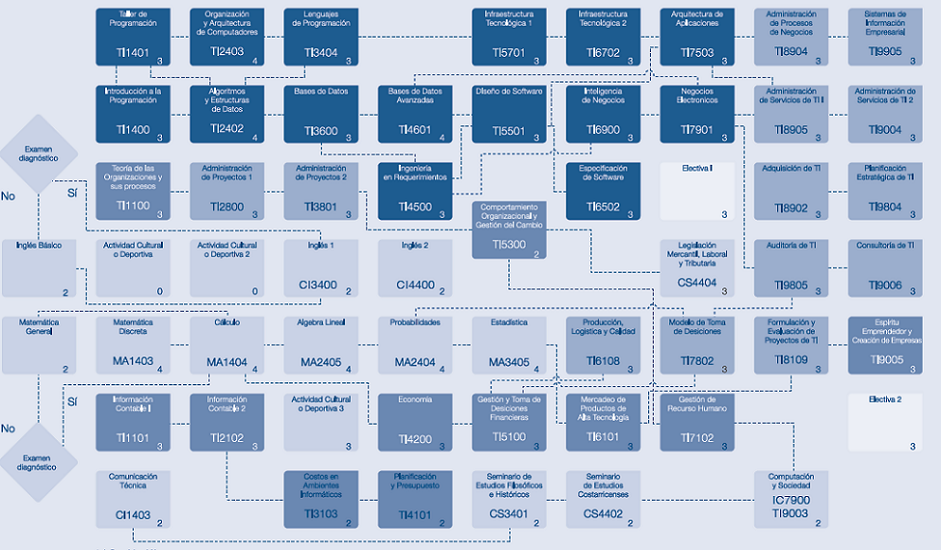 Taller de
Programación
TI1401
3
Organización
y Arquitectura
de Computadores
TI2403
4
Lenguajes
de Programación
TI3404
4
Infraestructura
Tecnológica 1
TI5701
3
Infraestructura
Tecnológica 2
TI6702
3
Arquitectura de
Aplicaciones
TI7503
3
Administración
de Procesos
de Negocios
TI8904
3
Sistemas de
Información
Empresarial
TI9905
3
Introducción a la
Programación
TI1400
3
Algoritmos
y Estructuras
de Datos
TI2402
4
Bases de Datos
TI3600
3
Bases de Datos
Avanzadas
TI4601
4
Diseño de Software
TI5501
3
Inteligencia
de Negocios
TI6900
3
Negocios
Electronicos
TI7901
3
Administración
de Servicios de TI I
TI8905
3
Administración de
Servicios de TI 2
TI9004
3
Examen
diagnóstico
No
Sí
Teoría de las
Organizaciones y
sus procesos
TI1100
3
Administración
de Proyectos 1
TI2800
3
Administración
de Proyectos 2
TI3801
3
Ingeniería
en Requerimientos
TI4500
3
Comportamiento
Organizacional y
Gestión del Cambio
TI5300
2
Especificación
de Software
TI6502
3
Electiva I
3
Adquisición de TI
TI8902
3
Planificación
Estratégica de TI
TI9804
3
Inglés Básico
2
Actividad Cultural
o Deportiva
0
Actividad Cultural
o Deportiva 2
0
Inglés 1
CI3400
2
Inglés 2
CI4400
2
Legislación
Mercantil, Laboral
y Tributaria
CS4404
3
Auditoría de TI
TI9805
3
Consultoría de TI
TI9006
3
Matemática
General
2
Matemática
Discreta
MA1403
4
Cálculo
MA1404
4
Algebra Lineal
MA2405
4
Probabilidades
MA2404
4
Estadística
MA3405
4
Producción,
Logística y Calidad
TI6108
3
Modelo de Toma
de Desiciones
TI7802
3
Formulación y
Evaluación de
Proyectos de TI
TI8109
3
Espíritu
Emprendedor y
Creación de Empresas
TI9005
3
No
Sí
Examen
diagnóstico
Información
Contable I
TI1101
3
Información
Contable 2
TI2102
3
Actividad Cultural
o Deportiva 3
3
Economía
TI4200
3
Gestión y Toma de
Desiciones
Financieras
TI5100
3
Mercadeo de
Productos de
Alta Tecnología
TI6101
3
Gestión de
Recurso Humano
TI7102
3
Electiva 2
3
Comunicación
Técnica
CI1403
2
Costos en
Ambientes
Informáticos
TI3103
2
Planificación
y Presupuesto
TI4101
2
Seminario de
Estudios Filosóficos
e Históricos
CS3401
2
Seminario
de Estudios
Costarricenses
CS4402
2
Computación
y Sociedad
IC7900
TI9003
2